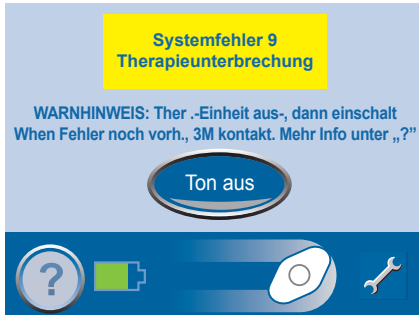 Systemfehler 9
Therapieunterbrechung
WARNHINWEIS: Ther .-Einheit aus-, dann einschalt
When Fehler noch vorh., 3M kontakt. Mehr Info unter „?”
Ton aus
?